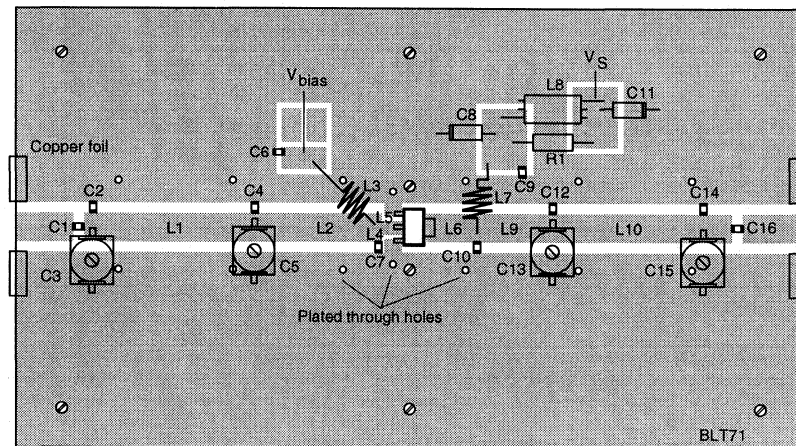 V_S
V_bias
L8
C11
C8
Copper foil
C6
R1
C9
L3
L7
C2
C4
C12
C14
C1
L1
L2
L5
L4
L6
L9
L10
C16
C3
C5
C7
C10
C13
C15
Plated through holes
BLT71